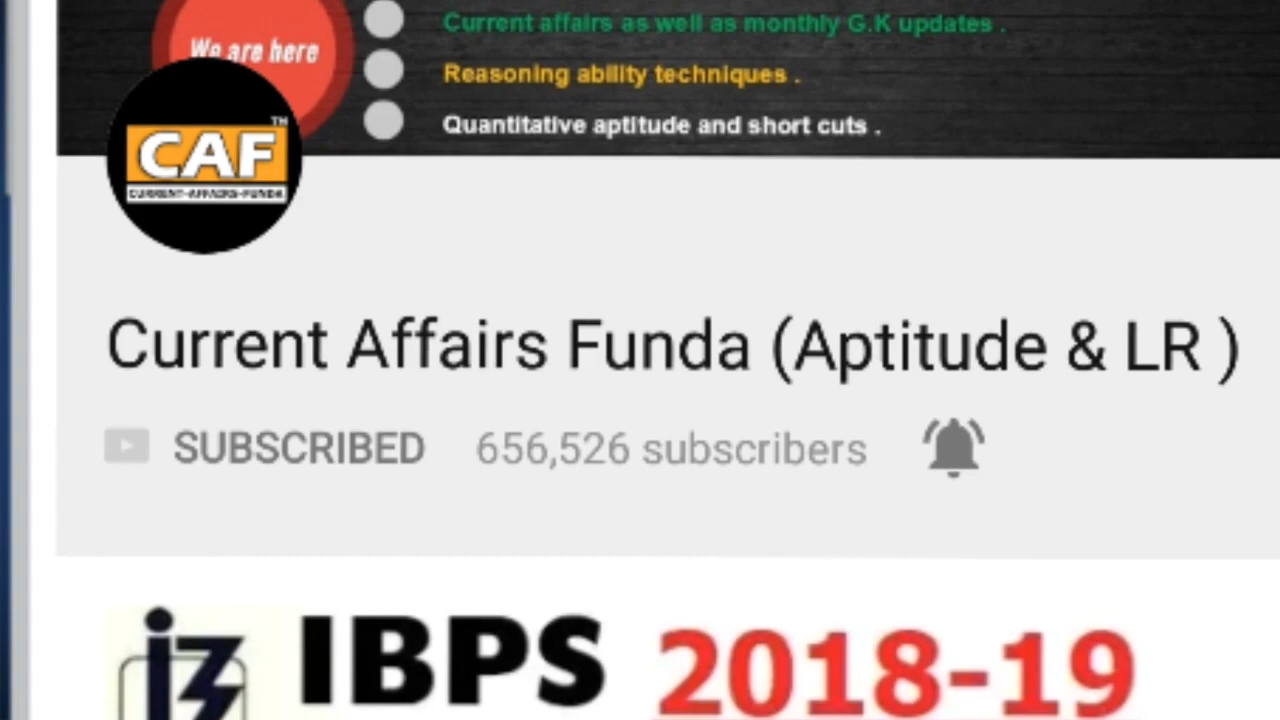 Current affairs as well as monthly G.K updates .
We are here
Reasoning ability techniques .
Quantitative aptitude and short cuts .
TM
CAF
CURRENT-AFFAIRS-FUNDA
Current Affairs Funda (Aptitude & LR )
SUBSCRIBED 656,526 subscribers
IBPS 2018-19